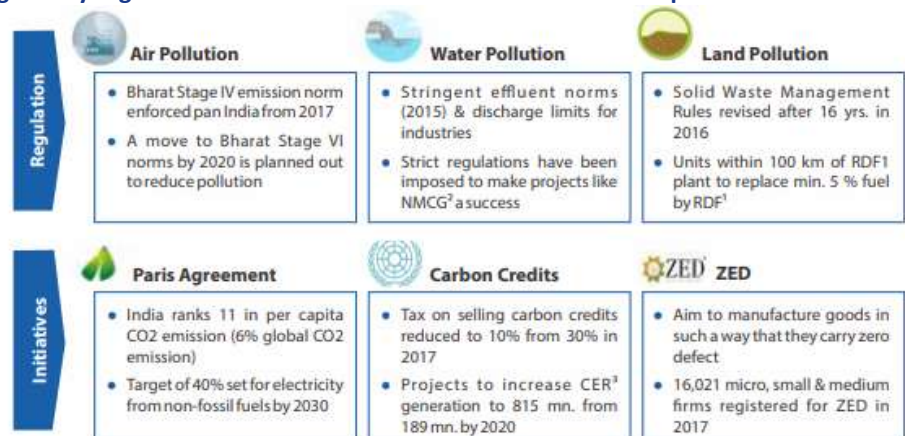 Air Pollution
Water Pollution
Land Pollution
Regulation
• Bharat Stage IV emission norm
enforced pan India from 2017
• A move to Bharat Stage VI
norms by 2020 is planned out
to reduce pollution
• Stringent effluent norms
(2015) & discharge limits for
industries
• Strict regulations have been
imposed to make projects like
NMCG² a success
• Solid Waste Management
Rules revised after 16 yrs. in
2016
• Units within 100 km of RDF1
plant to replace min. 5 % fuel
by RDF¹
Paris Agreement
Carbon Credits
ZED ZED
Initiatives
• India ranks 11 in per capita
CO2 emission (6% global CO2
emission)
• Target of 40% set for electricity
from non-fossil fuels by 2030
• Tax on selling carbon credits
reduced to 10% from 30% in
2017
• Projects to increase CER³
generation to 815 mn. from
189 mn. by 2020
• Aim to manufacture goods in
such a way that they carry zero
defect
• 16,021 micro, small & medium
firms registered for ZED in
2017